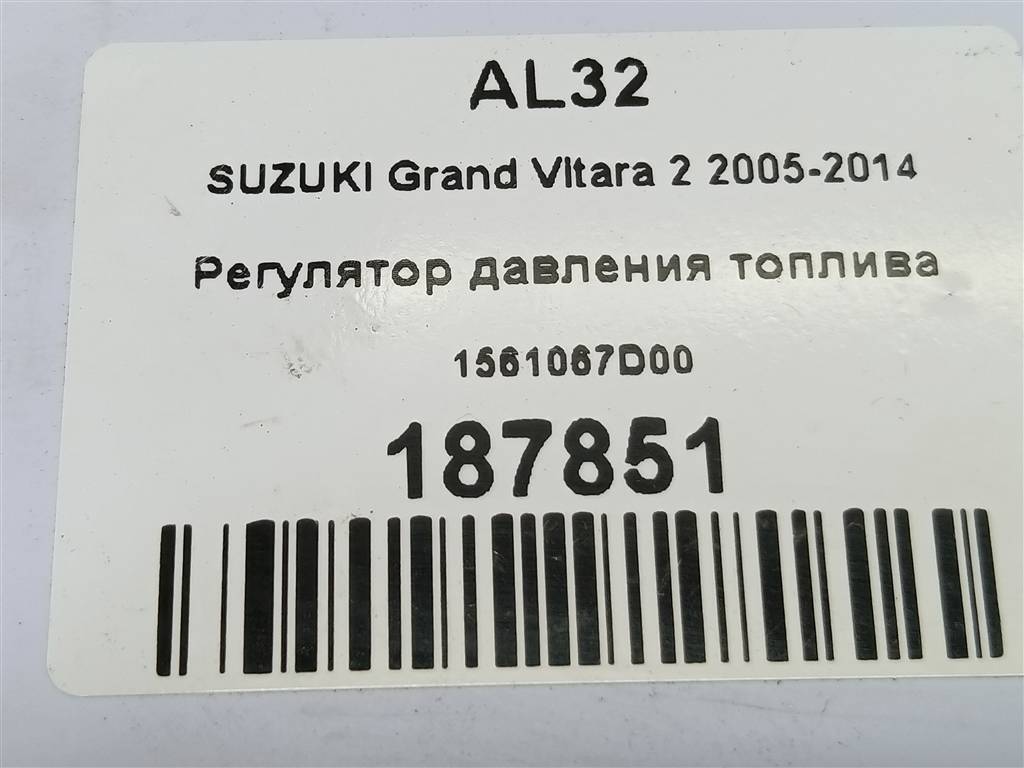 AL32
SUZUKI Grand Vitara 2 2005-2014
Регулятор давления топлива
1561067D00
187851